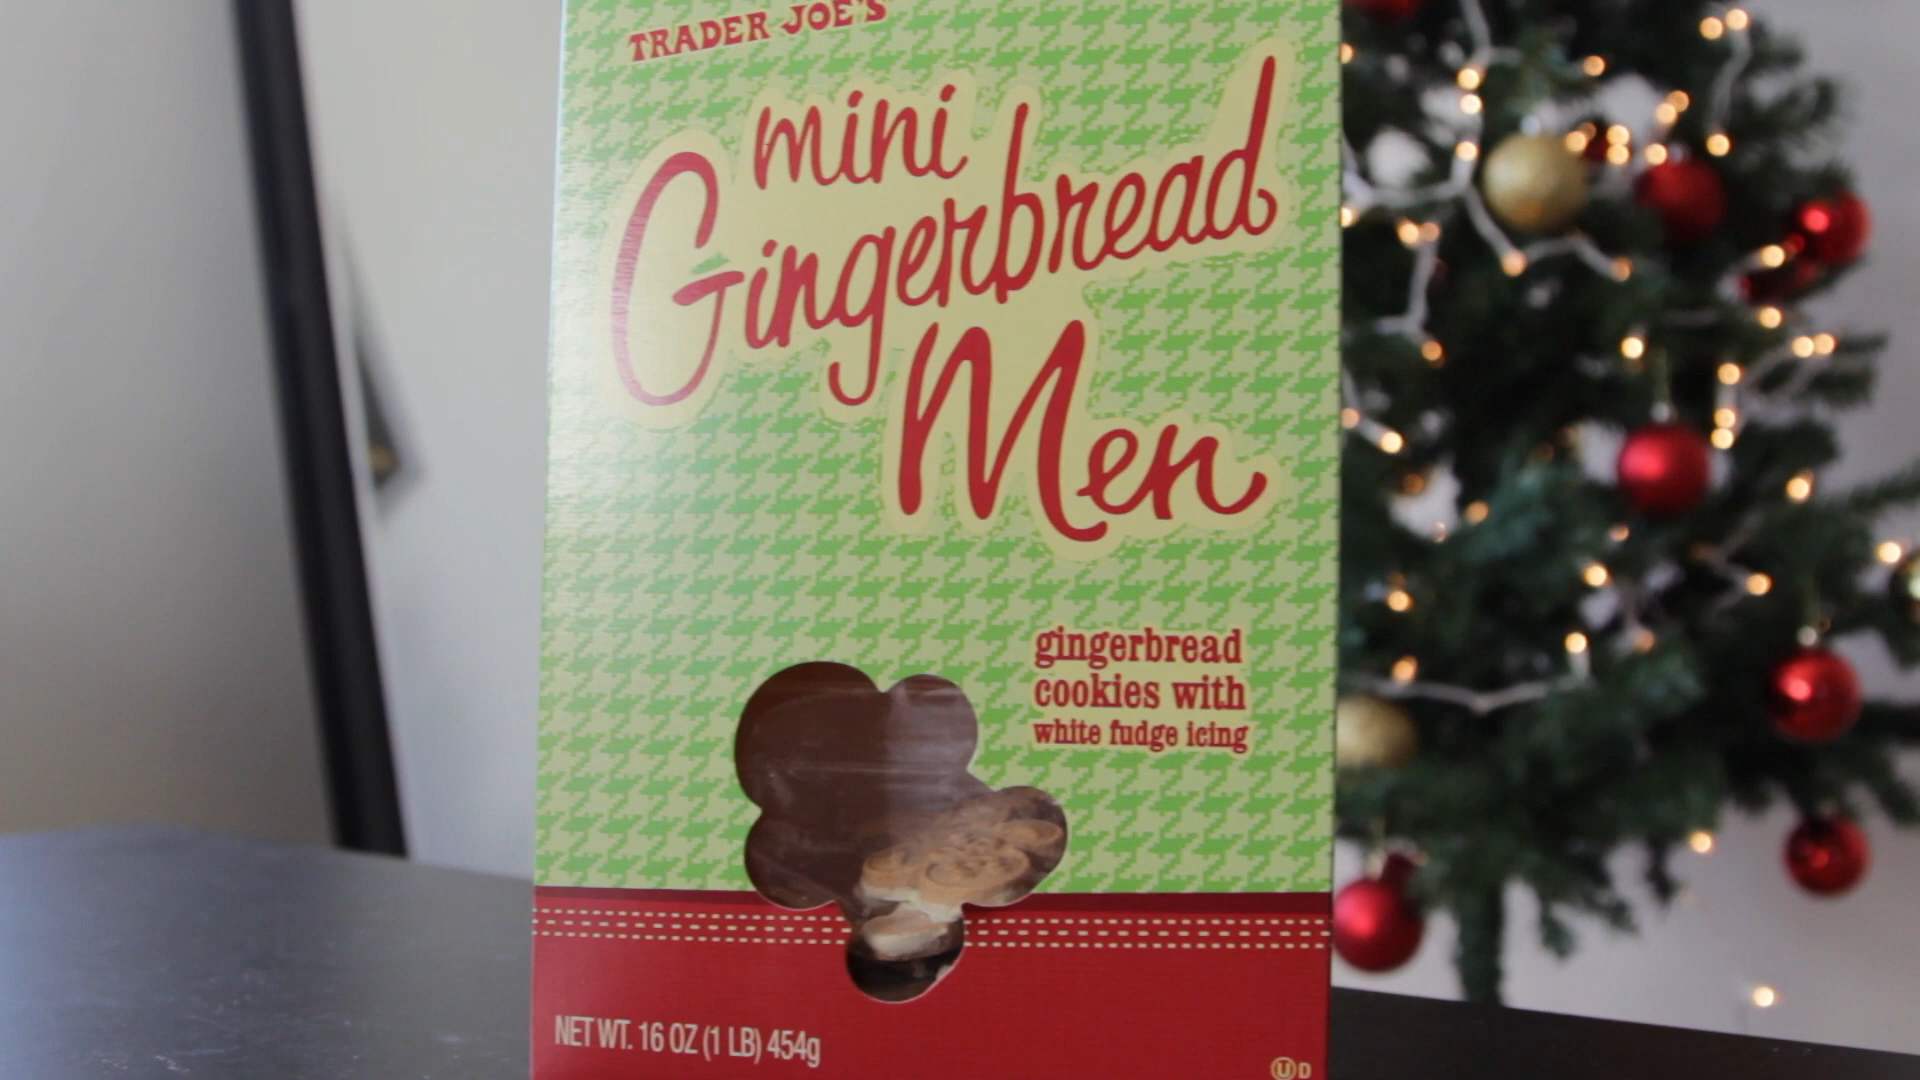 TRADER JOE'S
mini
Gingerbread
Men
gingerbread
cookies with
white fudge icing
NET WT. 16 OZ (1 LB) 454g
U D